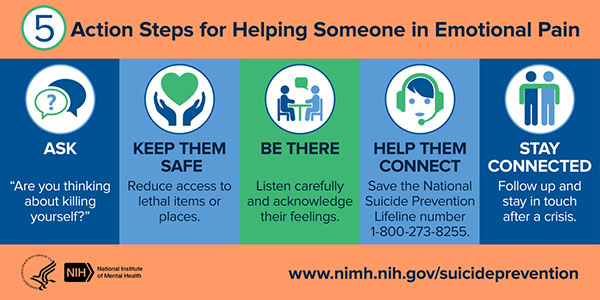 5 Action Steps for Helping Someone in Emotional Pain
?
ASK
“Are you thinking
about killing
yourself?”
KEEP THEM
SAFE
Reduce access to
lethal items or
places.
BE THERE
Listen carefully
and acknowledge
their feelings.
HELP THEM
CONNECT
Save the National
Suicide Prevention
Lifeline number
1-800-273-8255.
STAY
CONNECTED
Follow up and
stay in touch
after a crisis.
NIH
National Institute
of Mental Health
www.nimh.nih.gov/suicideprevention